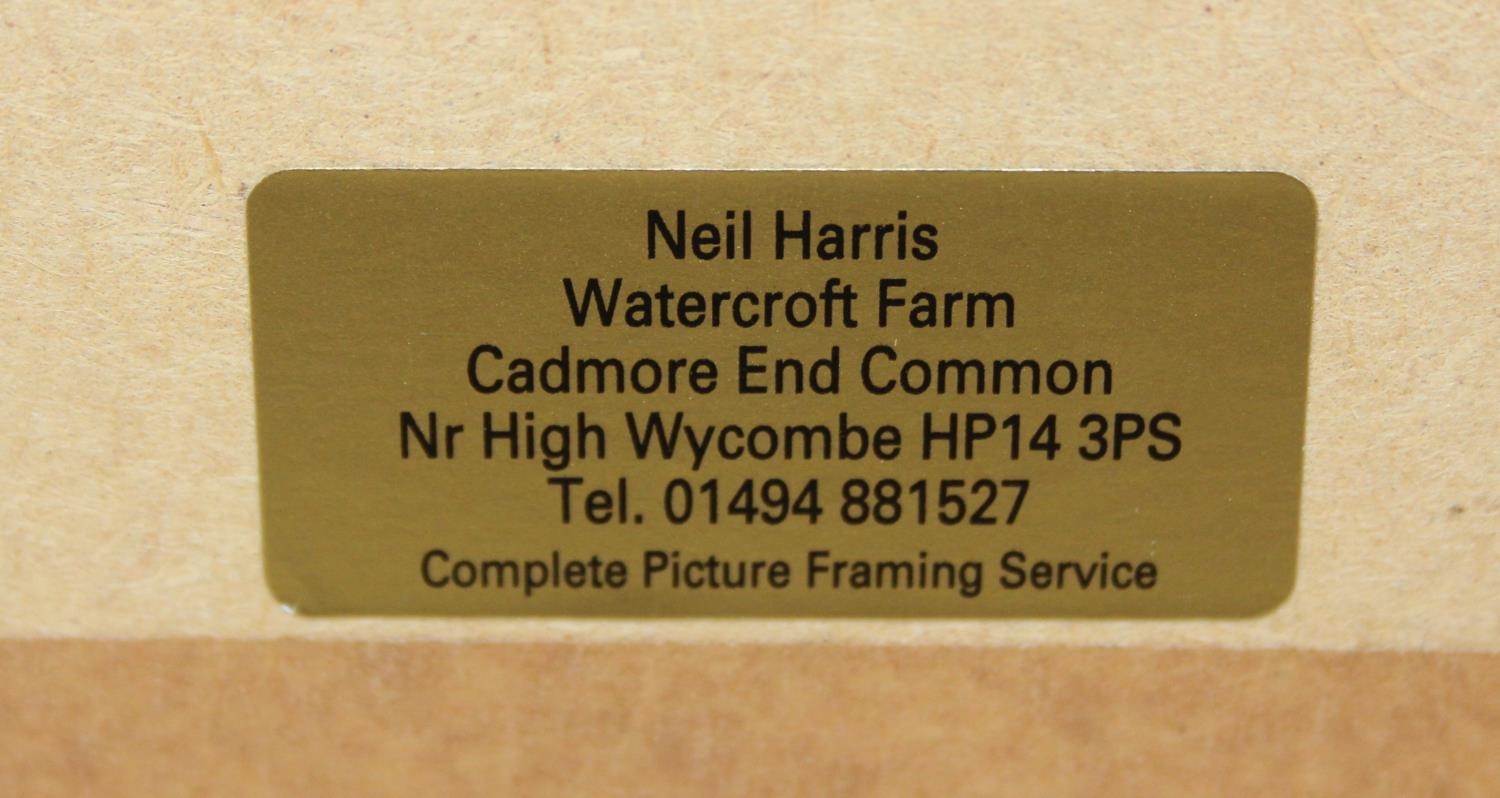 Neil Harris
Watercroft Farm
Cadmore End Common
Nr High Wycombe HP14 3PS
Tel. 01494 881527
Complete Picture Framing Service